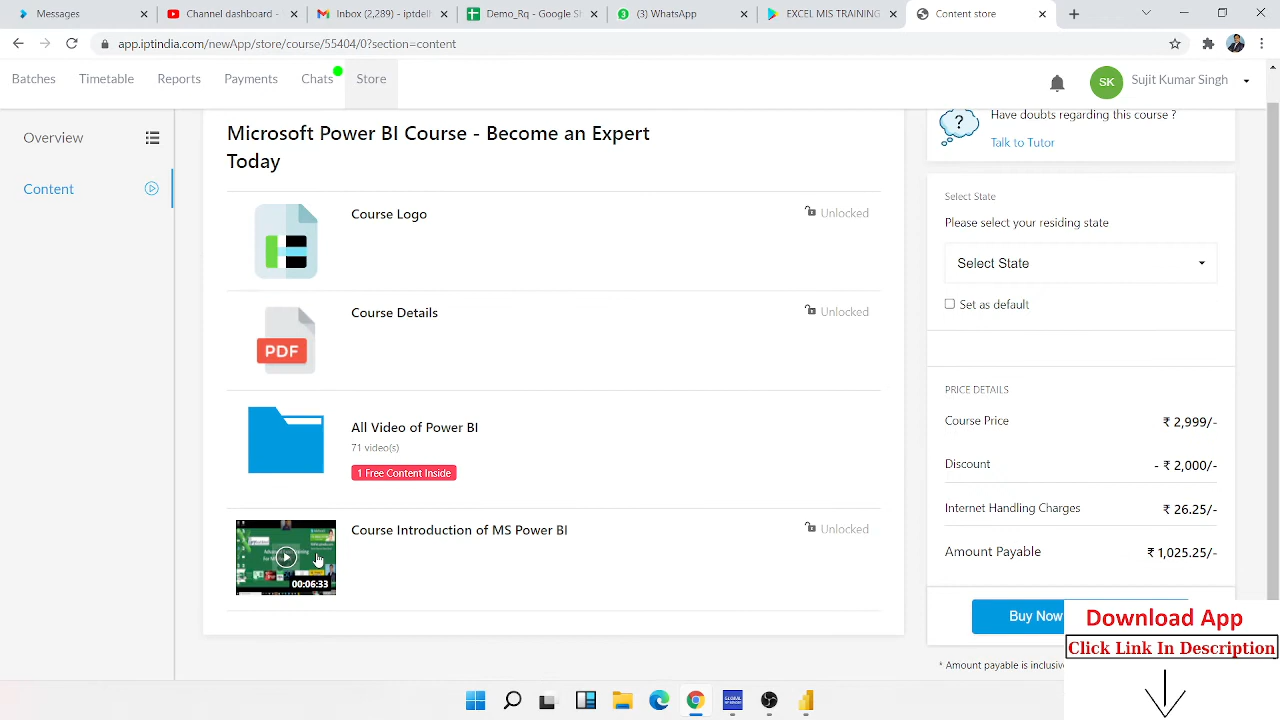 Messages
Channel dashboard -
Inbox (2,289) - iptdelh
Demo_Rq - Google Sh
(3) WhatsApp
EXCEL MIS TRAINING
Content store
app.iptindia.com/newApp/store/course/55404/0?section=content
Batches
Timetable
Reports
Payments
Chats
Store
SK
Sujit Kumar Singh
Overview
Content
Microsoft Power BI Course - Become an Expert
Today
Course Logo
Unlocked
Course Details
Unlocked
PDF
All Video of Power BI
71 video(s)
1 Free Content Inside
Course Introduction of MS Power BI
Unlocked
00:06:33
Have doubts regarding this course ?
Talk to Tutor
Select State
Please select your residing state
Select State
Set as default
PRICE DETAILS
Course Price
₹ 2,999/-
Discount
- ₹ 2,000/-
Internet Handling Charges
₹ 26.25/-
Amount Payable
₹ 1,025.25/-
Buy Now
* Amount payable is inclusive
Download App
Click Link In Description